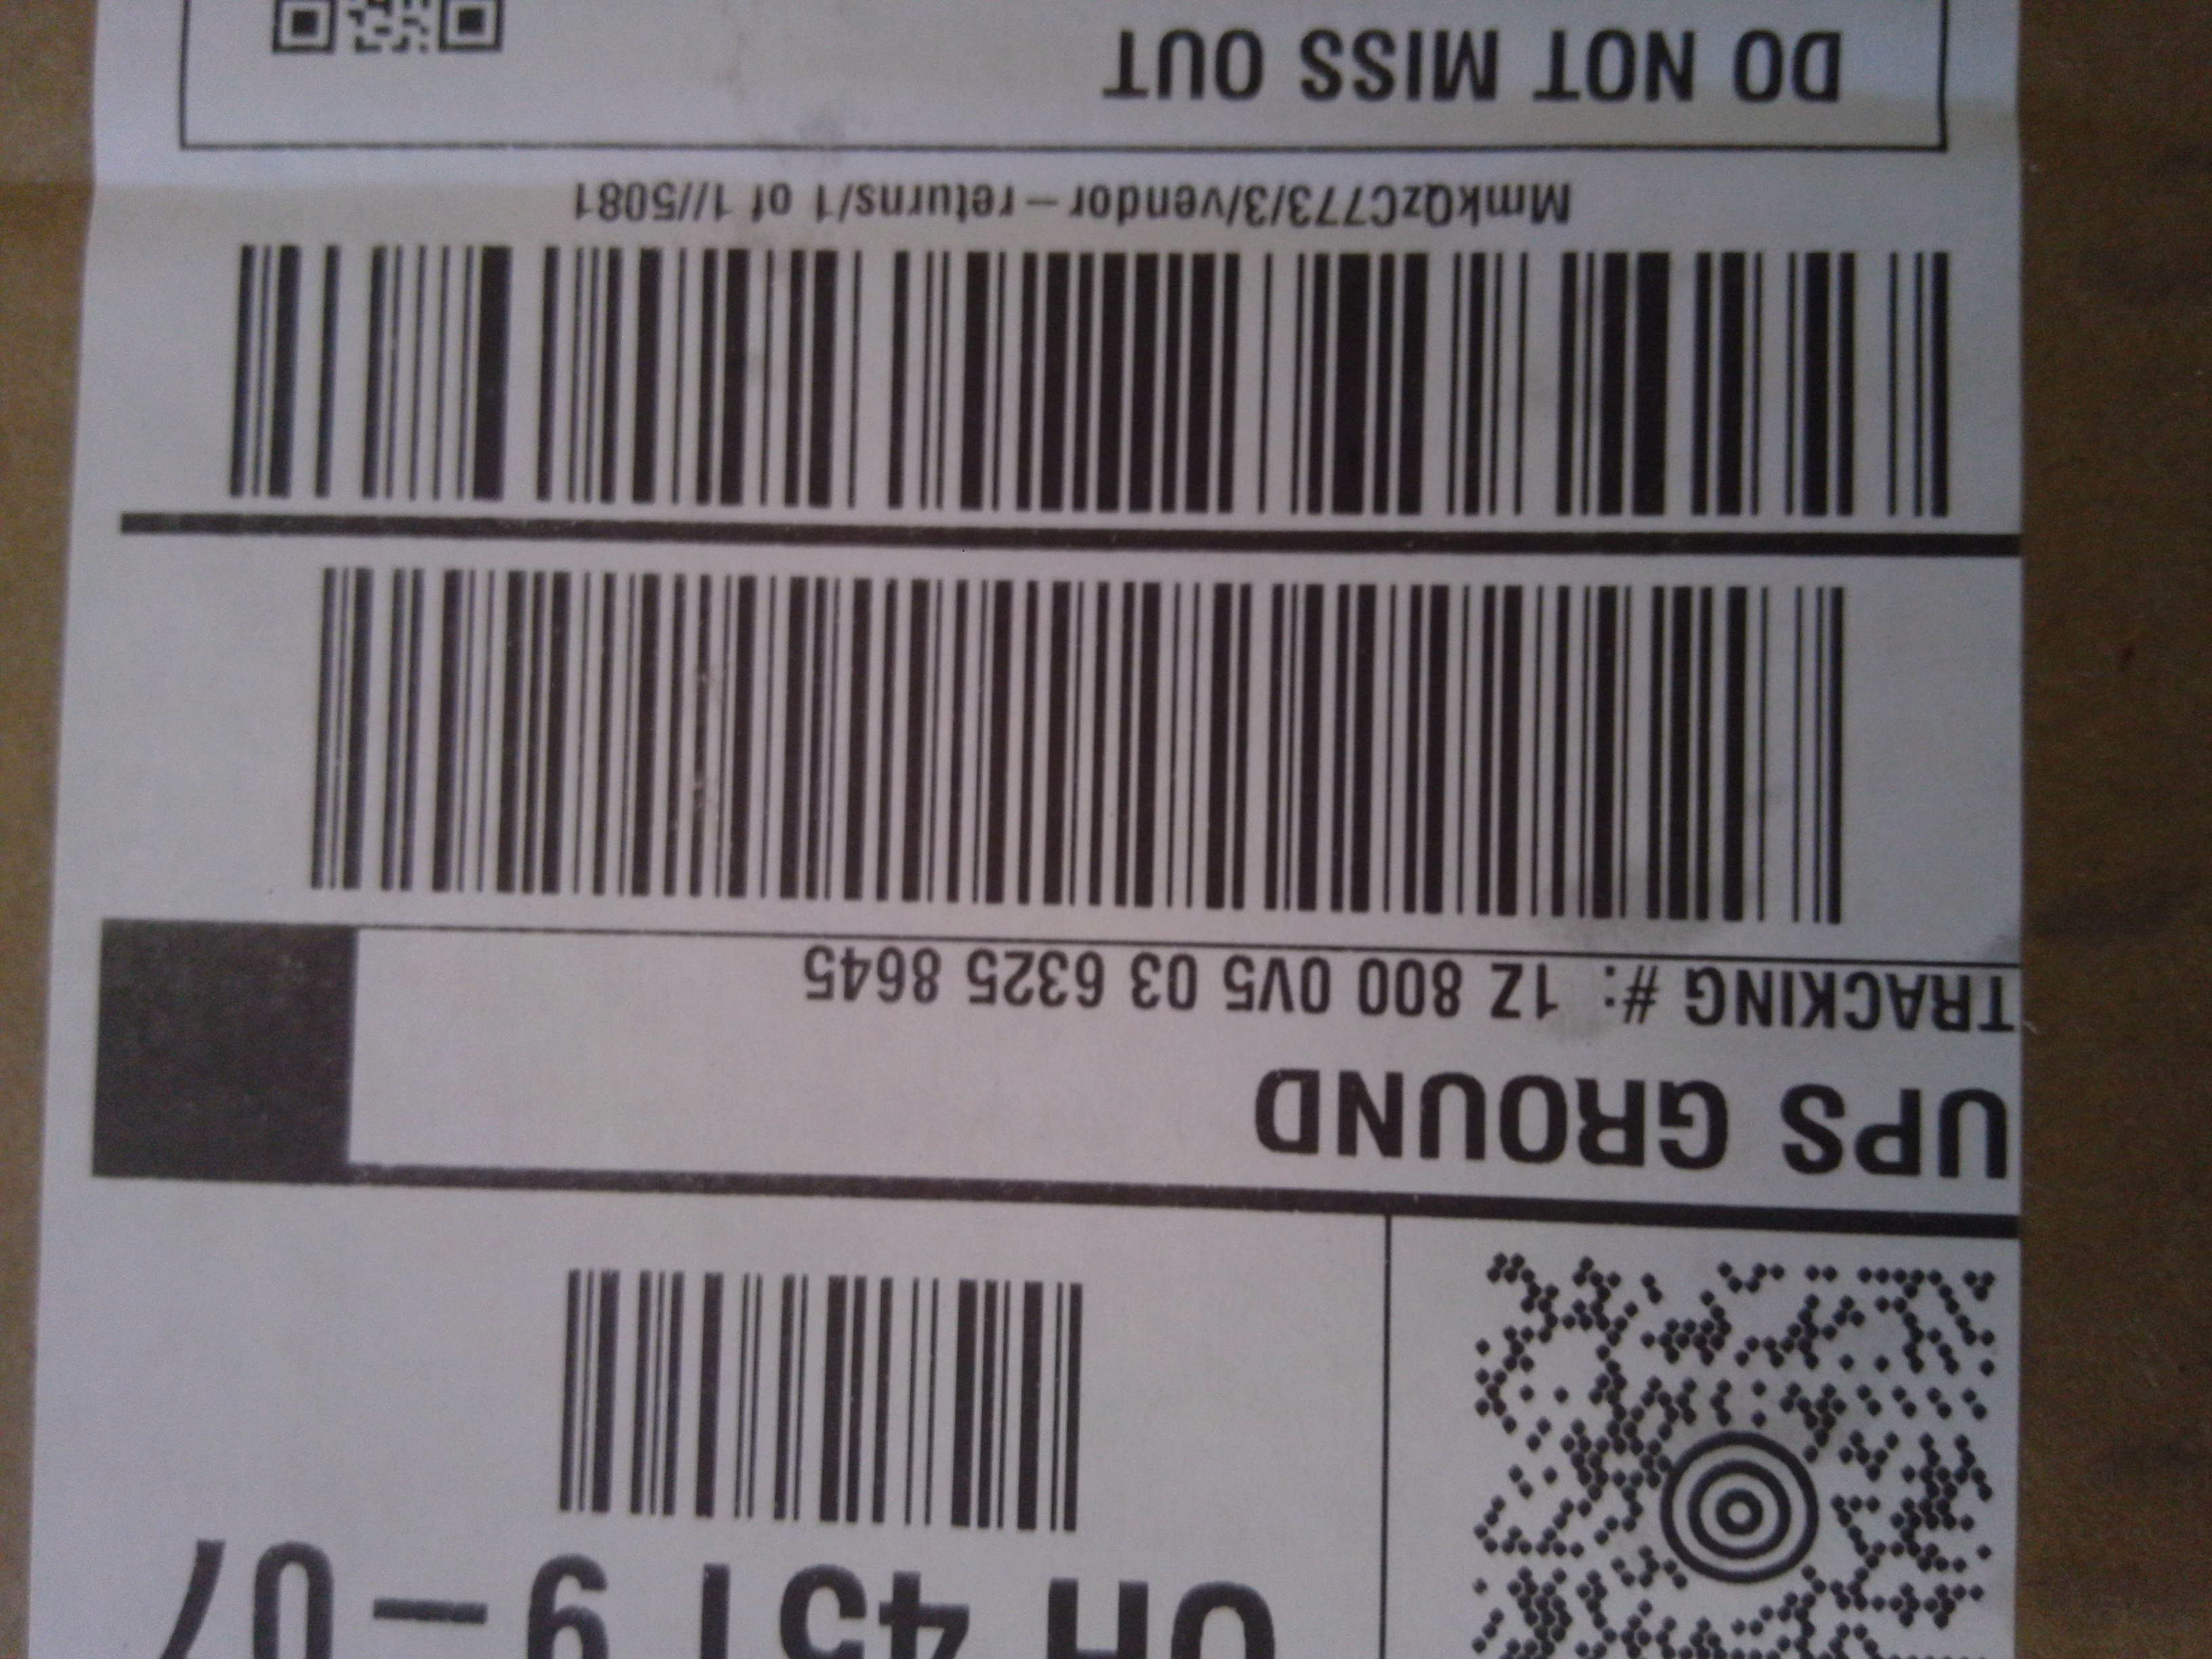 OH 451 9-07
UPS GROUND
TRACKING #: 1Z 800 0V5 03 6325 8645
MmkQzC773/3/vendor-returns/1 of 1//5081
DO NOT MISS OUT